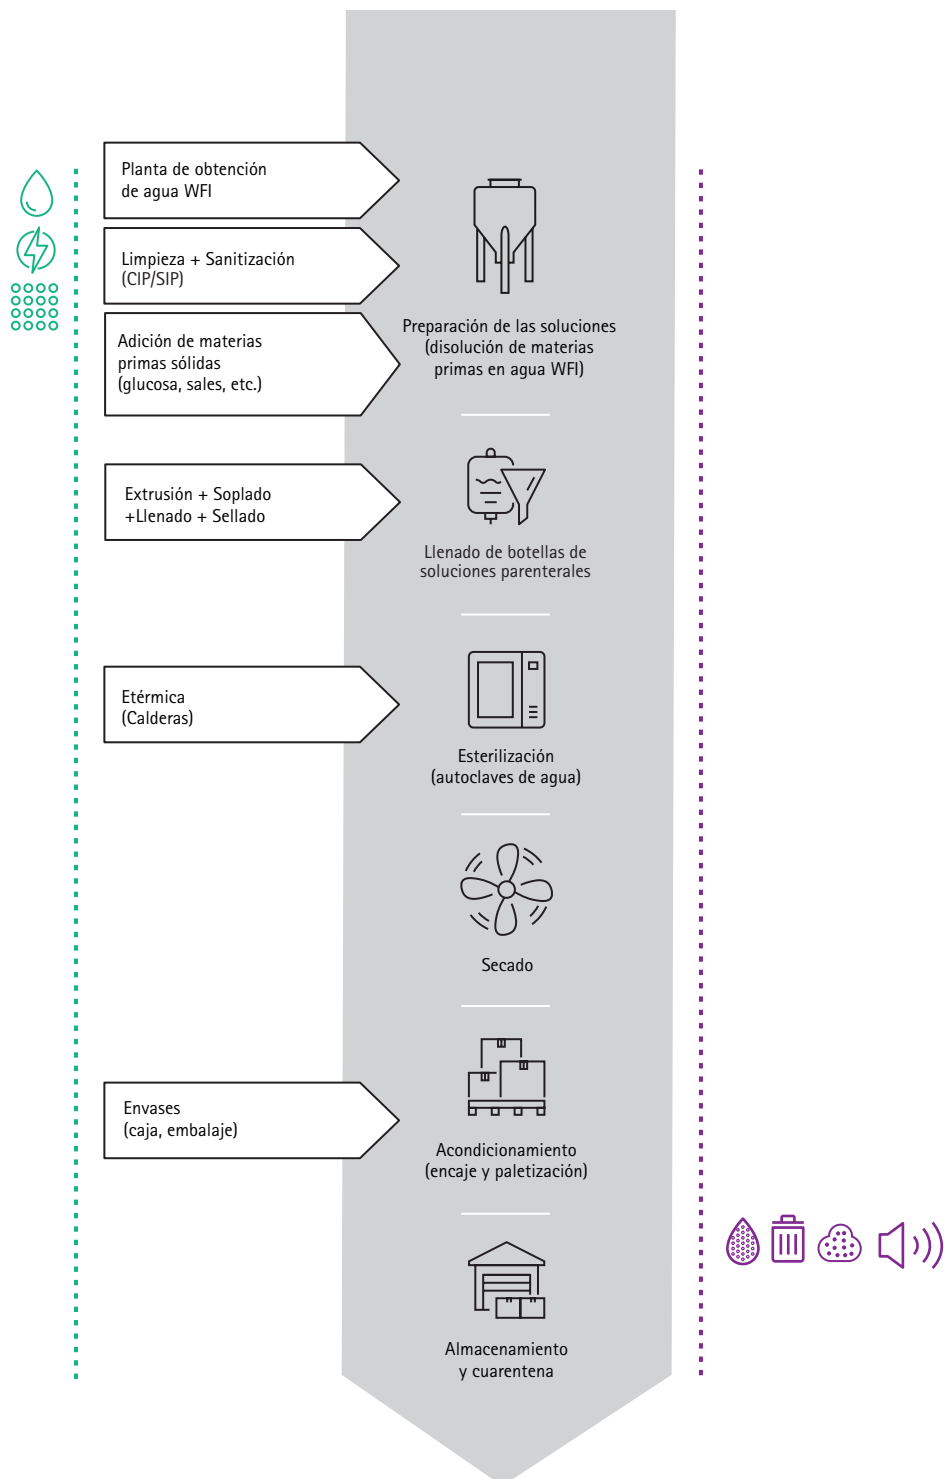 Planta de obtención
de agua WFI
Limpieza + Sanitización
(CIP/SIP)
Adición de materias
primas sólidas
(glucosa, sales, etc.)
Preparación de las soluciones
(disolución de materias
primas en agua WFI)
Extrusión + Soplado
+Llenado + Sellado
Llenado de botellas de
soluciones parenterales
Etérmica
(Calderas)
Esterilización
(autoclaves de agua)
Secado
Envases
(caja, embalaje)
Acondicionamiento
(encaje y paletización)
Almacenamiento
y cuarentena